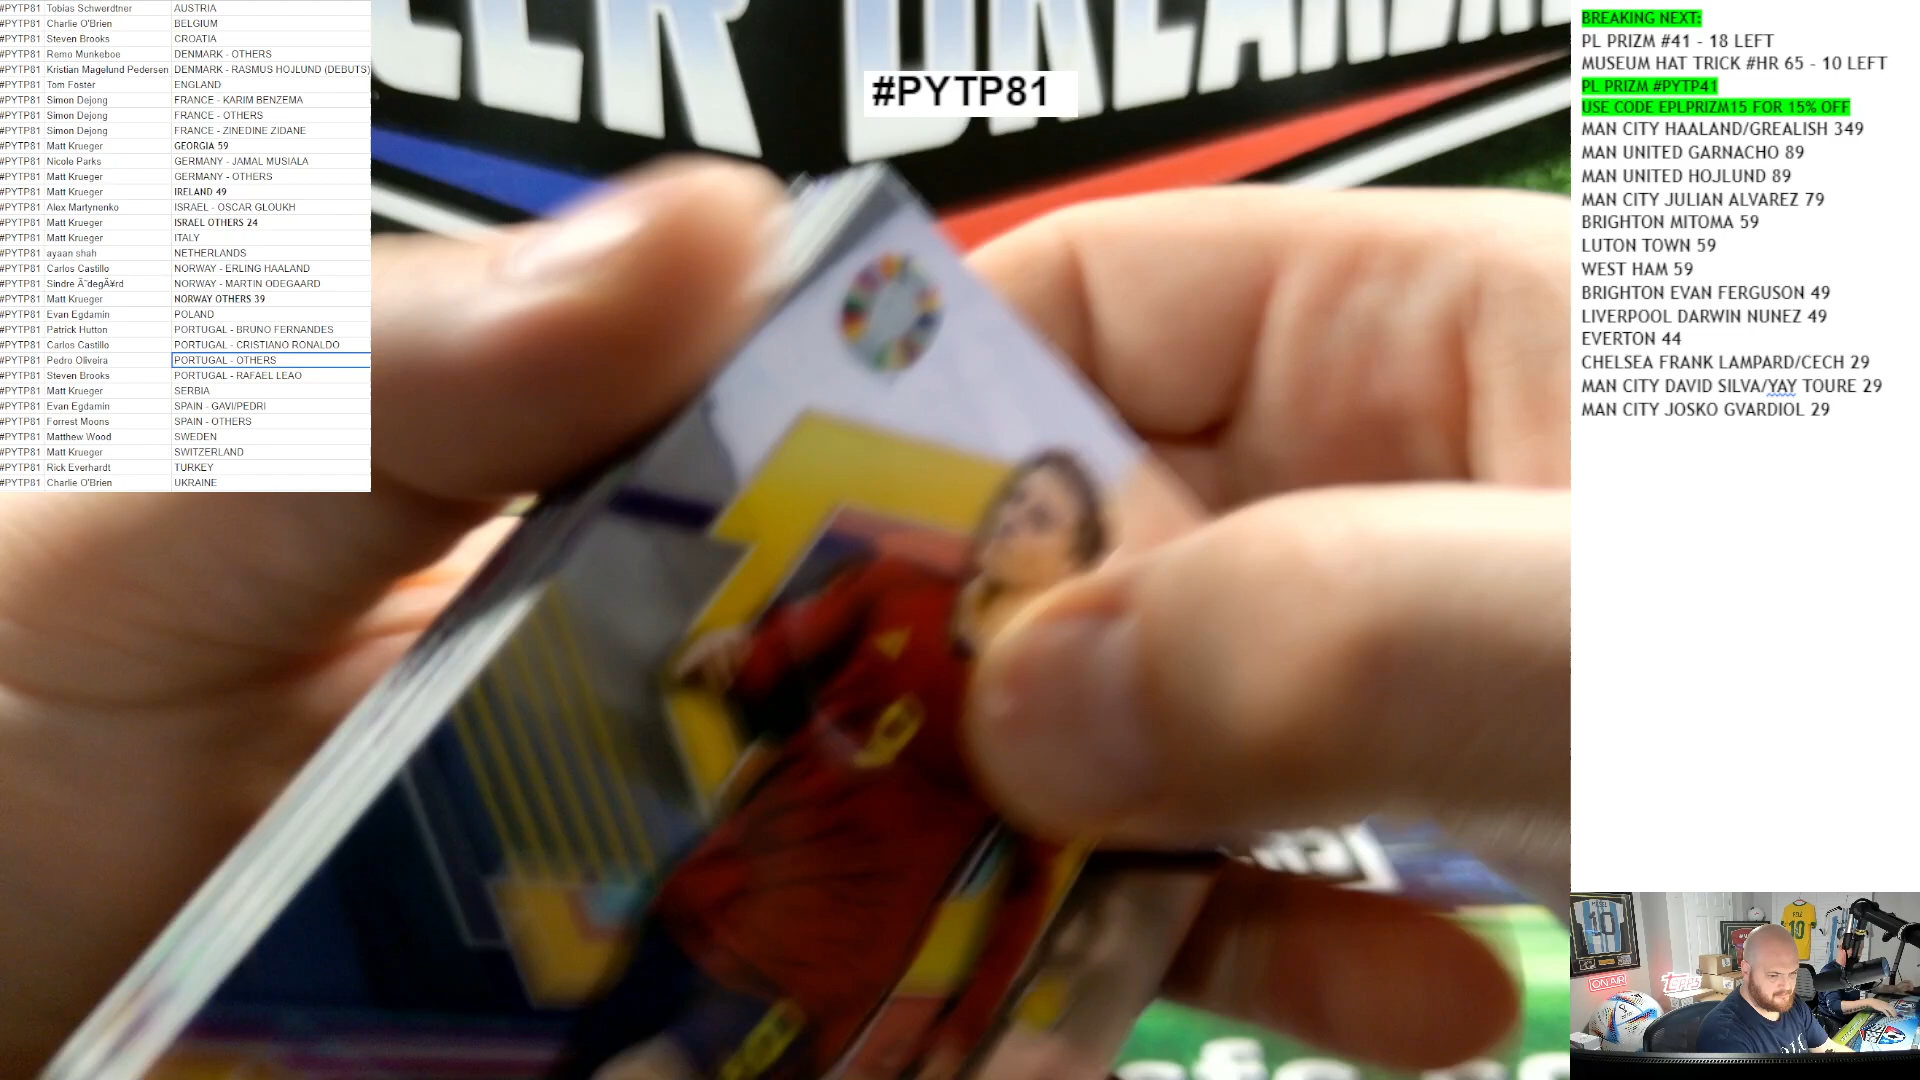 #PYTP81 Tobias Schwerdtner AUSTRIA
#PYTP81 Charlie O'Brien BELGIUM
#PYTP81 Steven Brooks CROATIA
#PYTP81 Remo Munkeboe DENMARK - OTHERS
#PYTP81 Kristian Magelund Pedersen DENMARK - RASMUS HOJLUND (DEBUTS)
#PYTP81 Tom Foster ENGLAND
#PYTP81 Simon Dejong FRANCE - KARIM BENZEMA
#PYTP81 Simon Dejong FRANCE - OTHERS
#PYTP81 Simon Dejong FRANCE - ZINEDINE ZIDANE
#PYTP81 Matt Krueger GEORGIA 59
#PYTP81 Nicole Parks GERMANY - JAMAL MUSIALA
#PYTP81 Matt Krueger GERMANY - OTHERS
#PYTP81 Matt Krueger IRELAND 49
#PYTP81 Alex Martynenko ISRAEL - OSCAR GLOUKH
#PYTP81 Matt Krueger ISRAEL OTHERS 24
#PYTP81 Matt Krueger ITALY
#PYTP81 ayaan shah NETHERLANDS
#PYTP81 Carlos Castillo NORWAY - ERLING HAALAND
#PYTP81 Sindre Ã˜degÃ¥rd NORWAY - MARTIN ODEGAARD
#PYTP81 Matt Krueger NORWAY OTHERS 39
#PYTP81 Evan Egdamin POLAND
#PYTP81 Patrick Hutton PORTUGAL - BRUNO FERNANDES
#PYTP81 Carlos Castillo PORTUGAL - CRISTIANO RONALDO
#PYTP81 Pedro Oliveira PORTUGAL - OTHERS
#PYTP81 Steven Brooks PORTUGAL - RAFAEL LEAO
#PYTP81 Matt Krueger SERBIA
#PYTP81 Evan Egdamin SPAIN - GAVI/PEDRI
#PYTP81 Forrest Moons SPAIN - OTHERS
#PYTP81 Matthew Wood SWEDEN
#PYTP81 Matt Krueger SWITZERLAND
#PYTP81 Rick Everhardt TURKEY
#PYTP81 Charlie O'Brien UKRAINE
#PYTP81
BREAKING NEXT:
PL PRIZM #41 - 18 LEFT
MUSEUM HAT TRICK #HR 65 - 10 LEFT
PL PRIZM #PYTP41
USE CODE EPLPRIZM15 FOR 15% OFF
MAN CITY HAALAND/GREALISH 349
MAN UNITED GARNACHO 89
MAN UNITED HOJLUND 89
MAN CITY JULIAN ALVAREZ 79
BRIGHTON MITOMA 59
LUTON TOWN 59
WEST HAM 59
BRIGHTON EVAN FERGUSON 49
LIVERPOOL DARWIN NUNEZ 49
EVERTON 44
CHELSEA FRANK LAMPARD/CECH 29
MAN CITY DAVID SILVA/YAY TOURE 29
MAN CITY JOSKO GVARDIOL 29
10
10
ON AIR
Topps